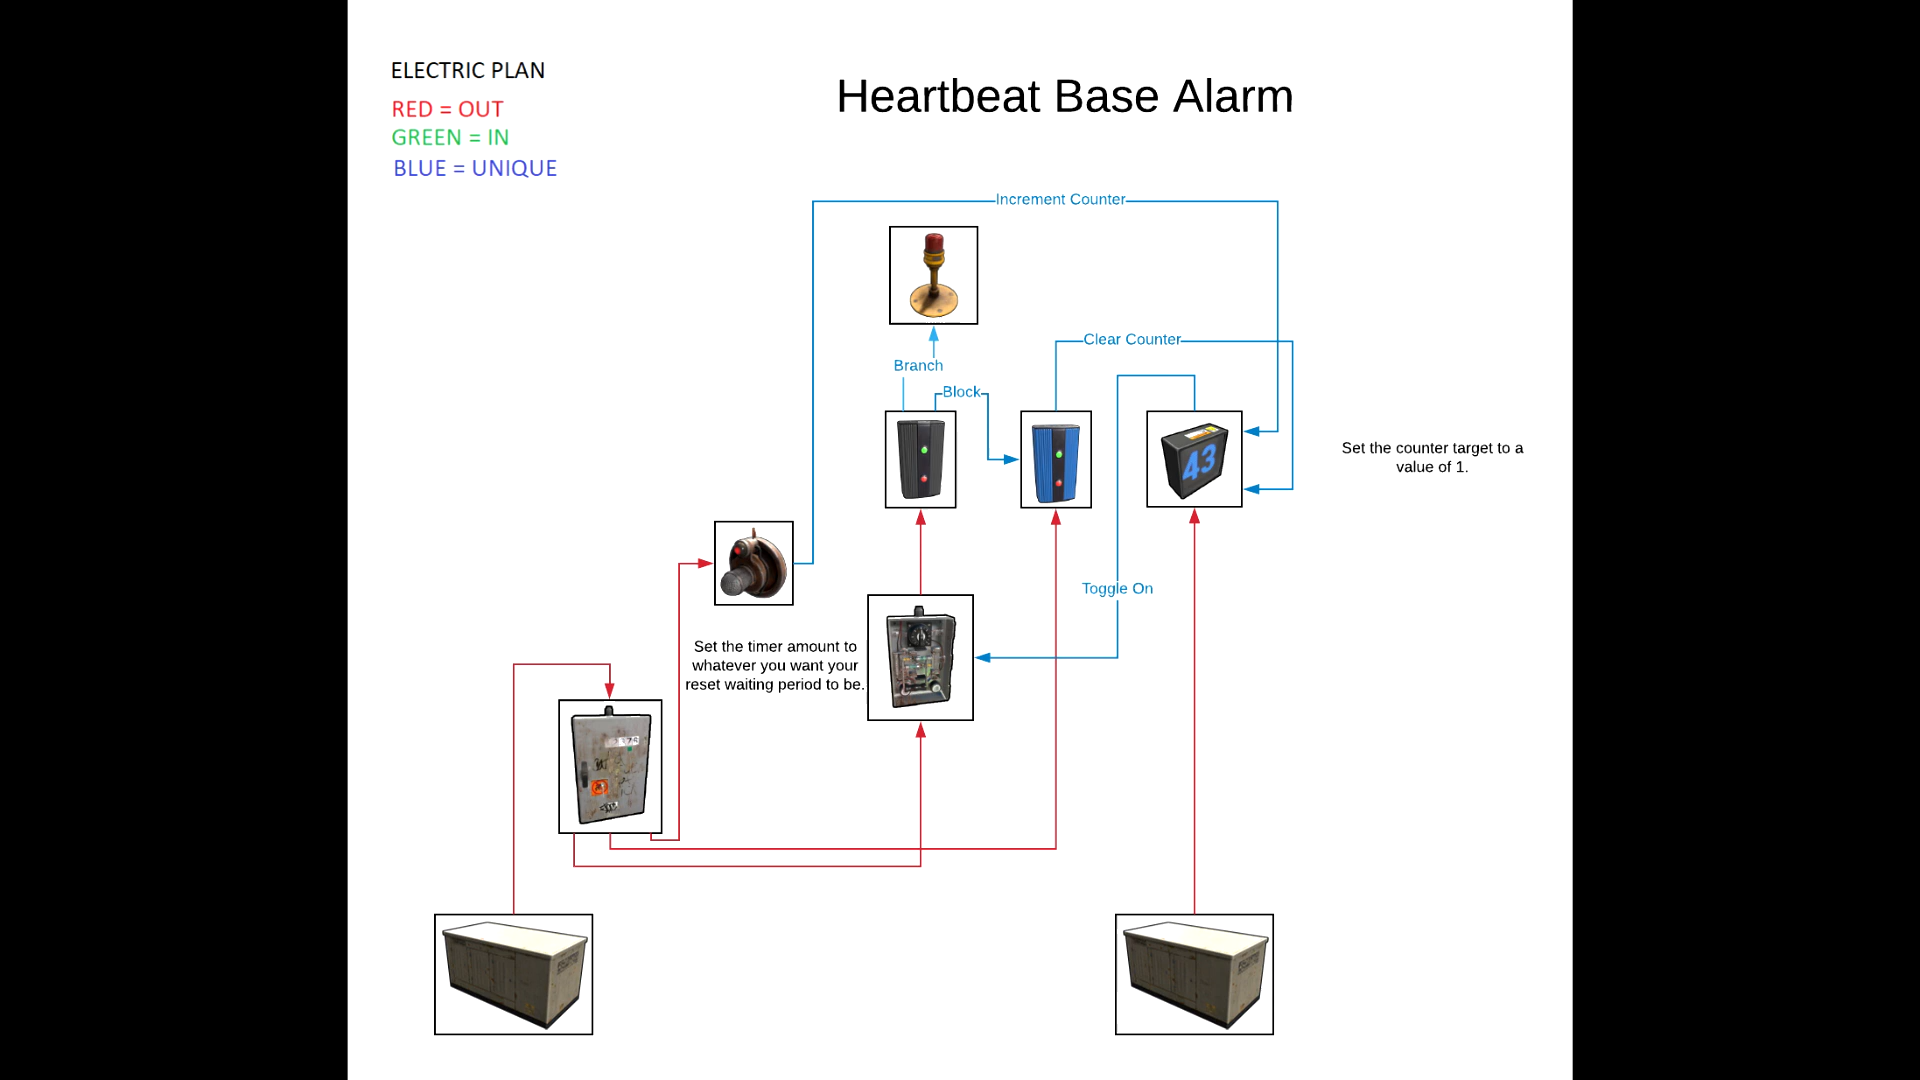 ELECTRIC PLAN
RED = OUT
GREEN = IN
BLUE = UNIQUE
Heartbeat Base Alarm
Increment Counter
Clear Counter
Branch
Block
43
Set the counter target to a
value of 1.
Toggle On
Set the timer amount to
whatever you want your
reset waiting period to be.